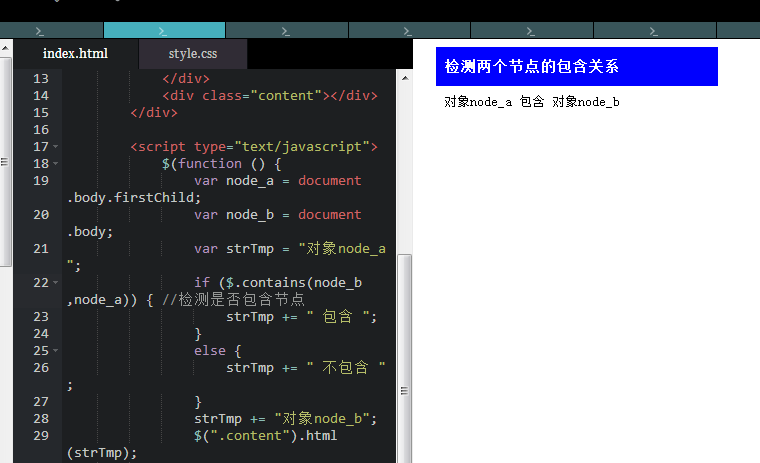 index.html
style.css
13 </div>
14 <div class="content"></div>
15 </div>
16
17 <script type="text/javascript">
18 $(function () {
19 var node_a = document
.body.firstChild;
20 var node_b = document
.body;
21 var strTmp = "对象node_a
";
22 if ($.contains(node_b
,node_a)) { //检测是否包含节点
23 strTmp += " 包含 ";
24 }
25 else {
26 strTmp += " 不包含 "
;
27 }
28 strTmp += "对象node_b";
29 $(".content").html
(strTmp);
检测两个节点的包含关系
对象node_a 包含 对象node_b